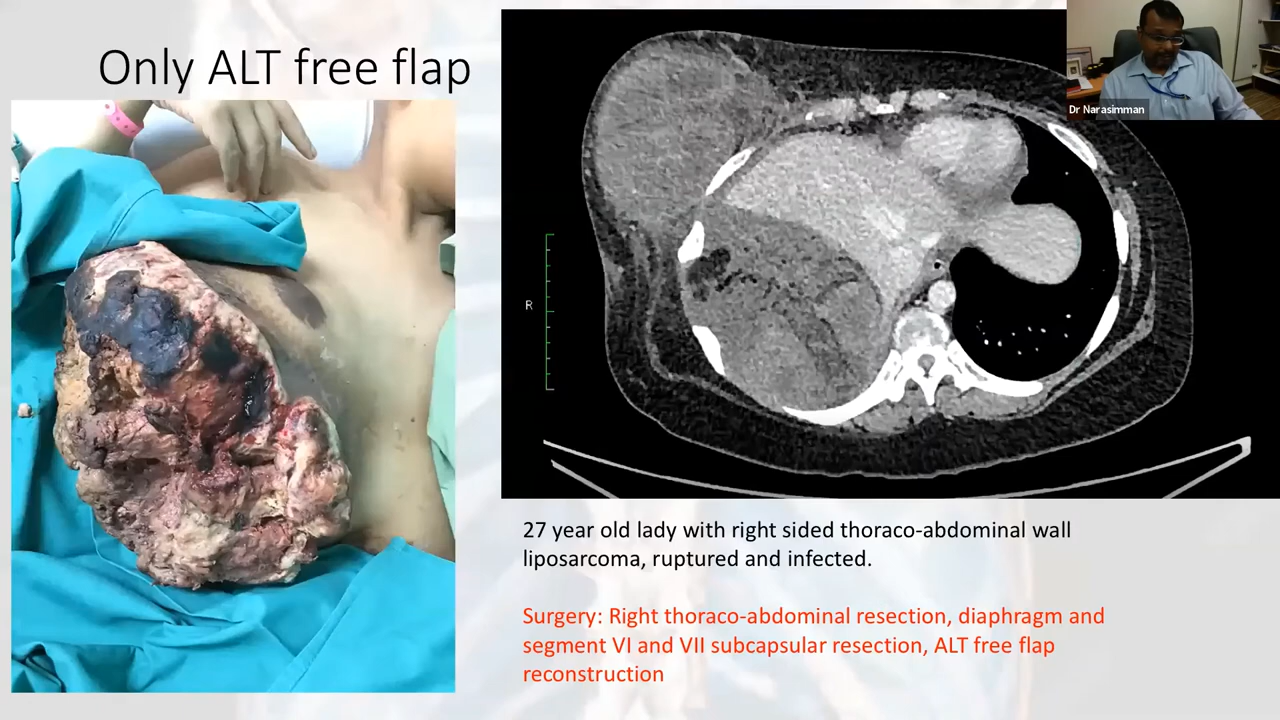 Only ALT free flap
Dr Narasimman
R
27 year old lady with right sided thoraco-abdominal wall
liposarcoma, ruptured and infected.
Surgery: Right thoraco-abdominal resection, diaphragm and
segment VI and VII subcapsular resection, ALT free flap
reconstruction